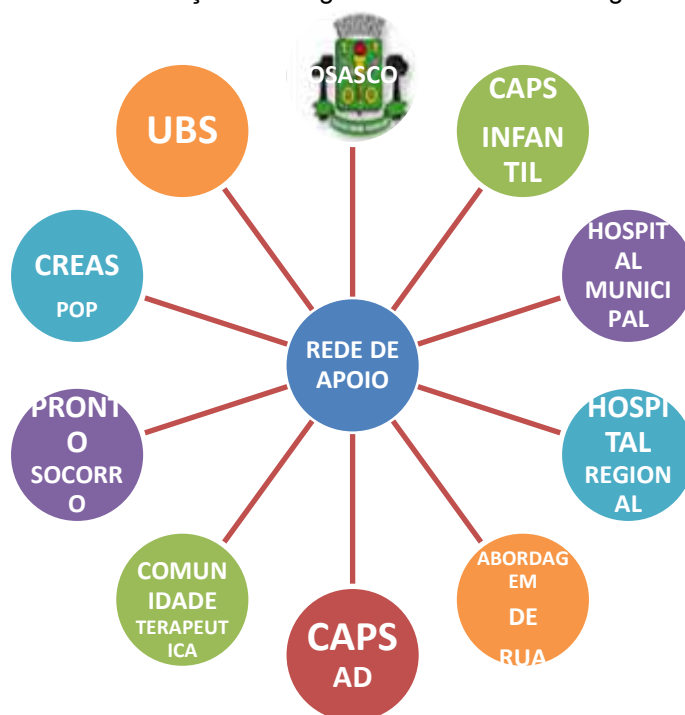 OSASCO
CAPS
INFAN
TIL
HOSPIT
AL
MUNICI
PAL
HOSPI
TAL
REGION
AL
ABORDAG
EM
DE
RUA
CAPS
AD
COMUN
IDADE
TERAPEUT
ICA
PRONT
O
SOCORR
O
CREAS
POP
UBS
REDE DE
APOIO